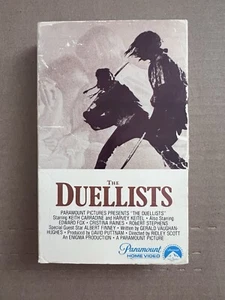 THE
DUELLISTS
PARAMOUNT PICTURES PRESENTS "THE DUELLISTS"
Starring KEITH CARRADINE and HARVEY KEITEL • Also Starring
EDWARD FOX • CRISTINA RAINES • ROBERT STEPHENS
Special Guest Star ALBERT FINNEY • Written by GERALD VAUGHAN
HUGHES • Produced by DAVID PUTTNAM • Directed by RIDLEY SCOTT
An ENIGMA PRODUCTION • A PARAMOUNT PICTURE
Paramount
HOME VIDEO